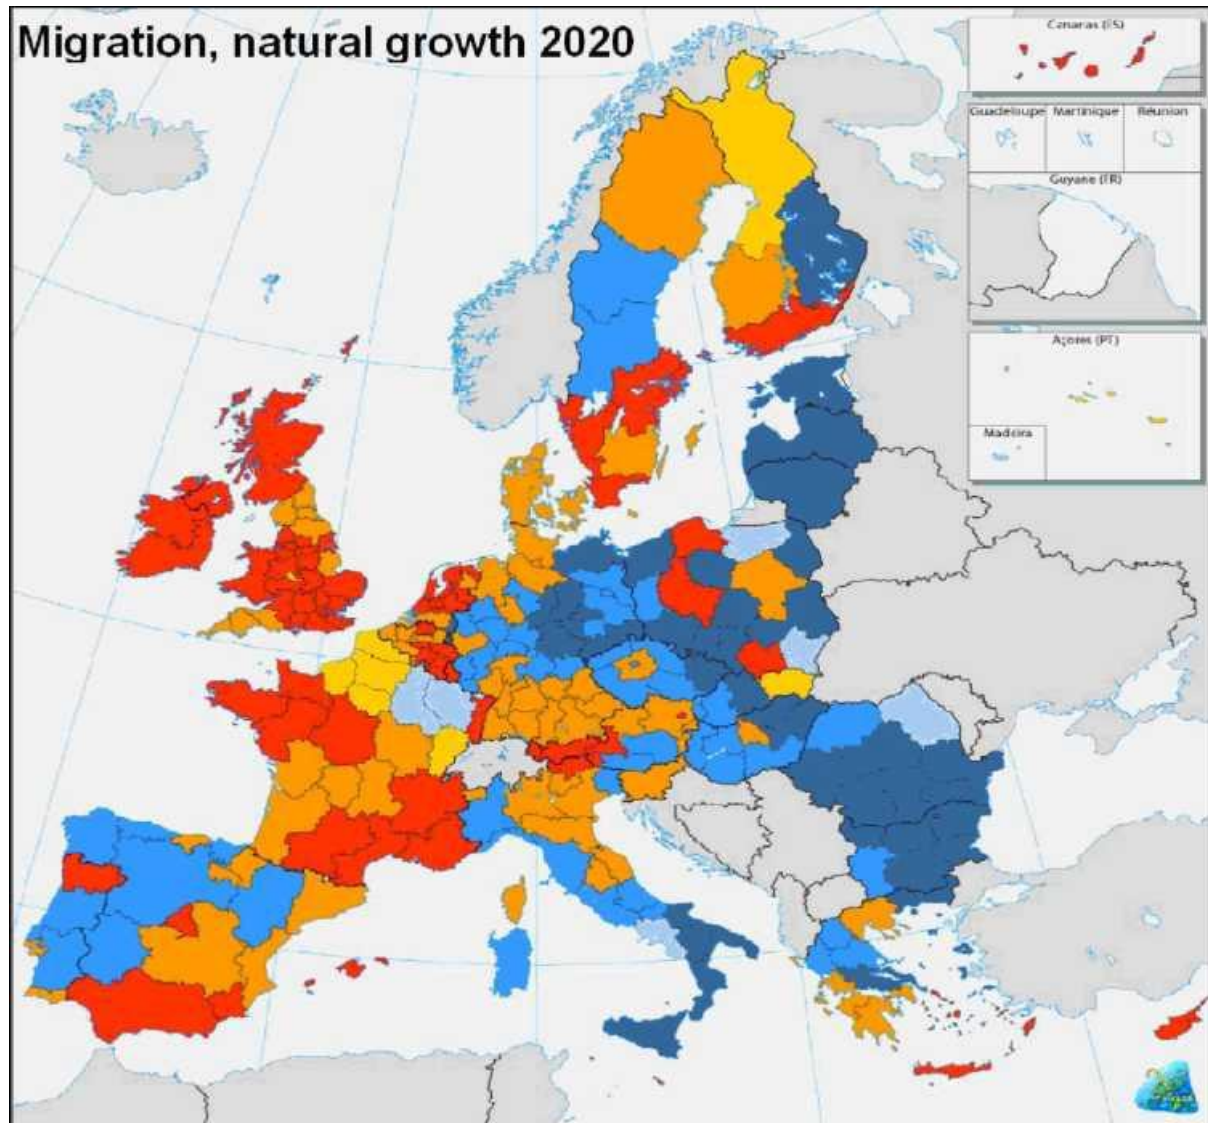 Migration, natural growth 2020
Canarias (ES)
Guadeloupe Martinique Réunion
Guyane (FR)
Açores (PT)
Madeira